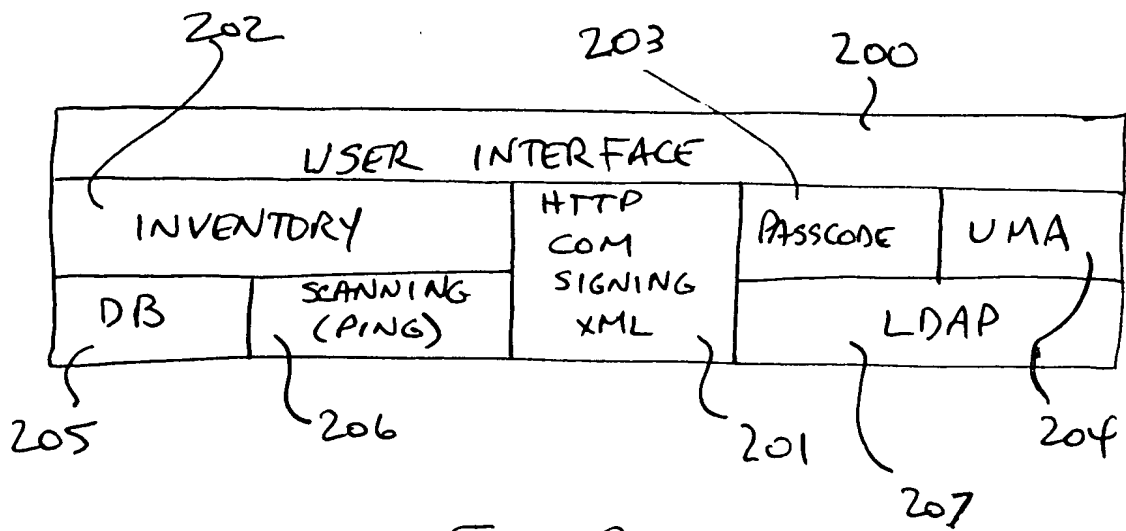 202
203
200
USER INTERFACE
INVENTORY
HTTP
COM
SIGNING
XML
PASSCODE
UMA
DB
SCANNING
(PING)
LDAP
205
206
201
204
207